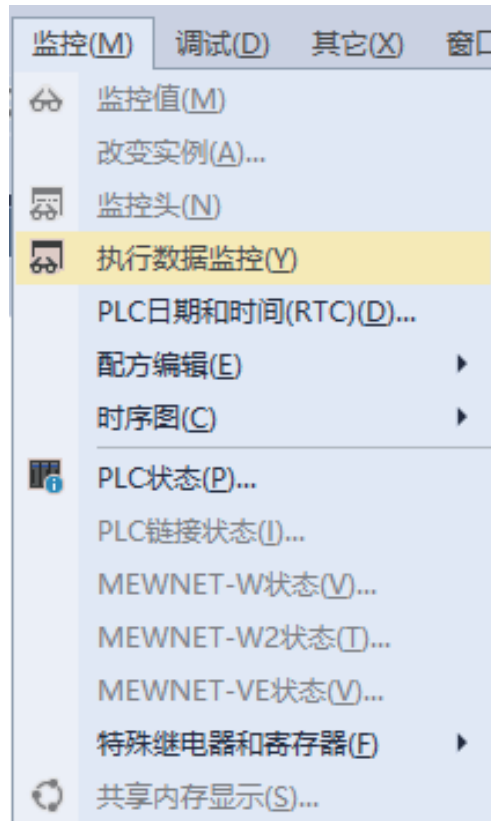 监控(M) 调试(D) 其它(X) 窗
监控值(M)
改变实例(A)...
监控头(N)
执行数据监控(Y)
PLC日期和时间(RTC)(D)...
配方编辑(E)
时序图(C)
PLC状态(P)...
PLC链接状态(I)...
MEWNET-W状态(V)...
MEWNET-W2状态(T)...
MEWNET-VE状态(V)...
特殊继电器和寄存器(F)
共享内存显示(S)...